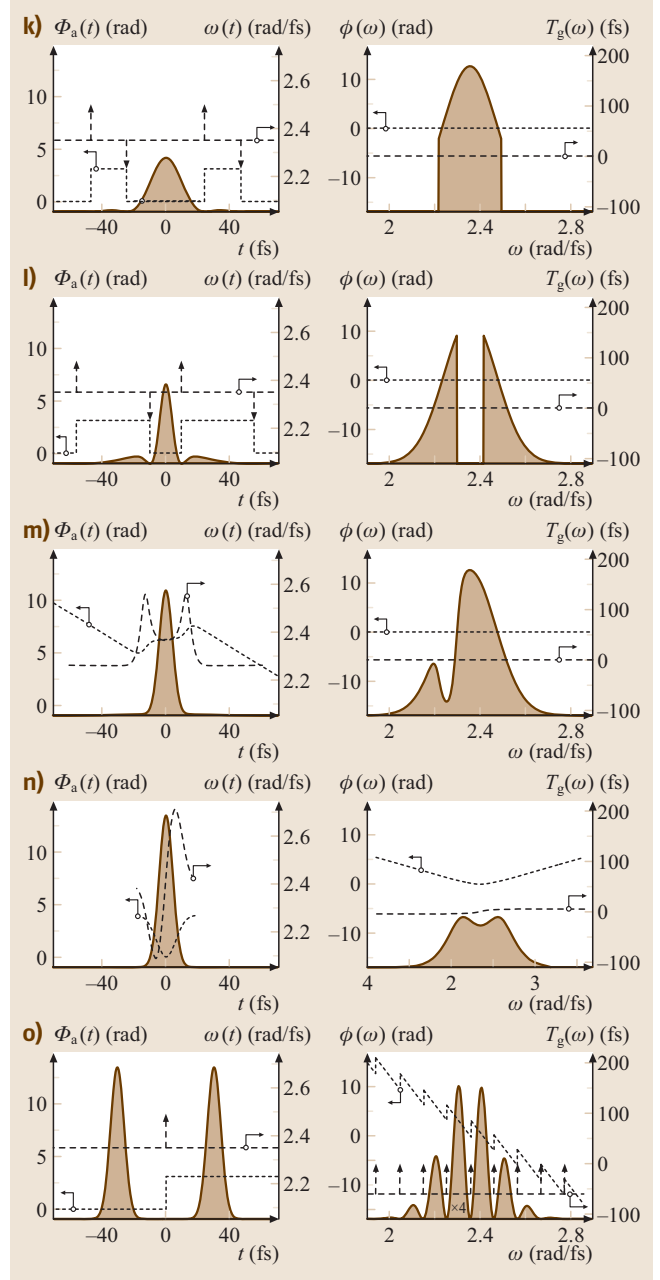 k) Φa(t) (rad) ω(t) (rad/fs) ϕ(ω) (rad) Tg(ω) (fs)
10 5 0
2.6 2.4 2.2
–40 0 40
t (fs)
10 0 –10
200 100 0 –100
2 2.4 2.8
ω (rad/fs)
l) Φa(t) (rad) ω(t) (rad/fs) ϕ(ω) (rad) Tg(ω) (fs)
10 5 0
2.6 2.4 2.2
–40 0 40
t (fs)
10 0 –10
200 100 0 –100
2 2.4 2.8
ω (rad/fs)
m) Φa(t) (rad) ω(t) (rad/fs) ϕ(ω) (rad) Tg(ω) (fs)
10 5 0
2.6 2.4 2.2
–40 0 40
t (fs)
10 0 –10
200 100 0 –100
2 2.4 2.8
ω (rad/fs)
n) Φa(t) (rad) ω(t) (rad/fs) ϕ(ω) (rad) Tg(ω) (fs)
10 5 0
2.6 2.4 2.2
–40 0 40
t (fs)
10 0 –10
200 100 0 –100
4 2 3
ω (rad/fs)
o) Φa(t) (rad) ω(t) (rad/fs) ϕ(ω) (rad) Tg(ω) (fs)
10 5 0
2.6 2.4 2.2
–40 0 40
t (fs)
10 0 –10
200 100 0 –100
×4
2 2.4 2.8
ω (rad/fs)